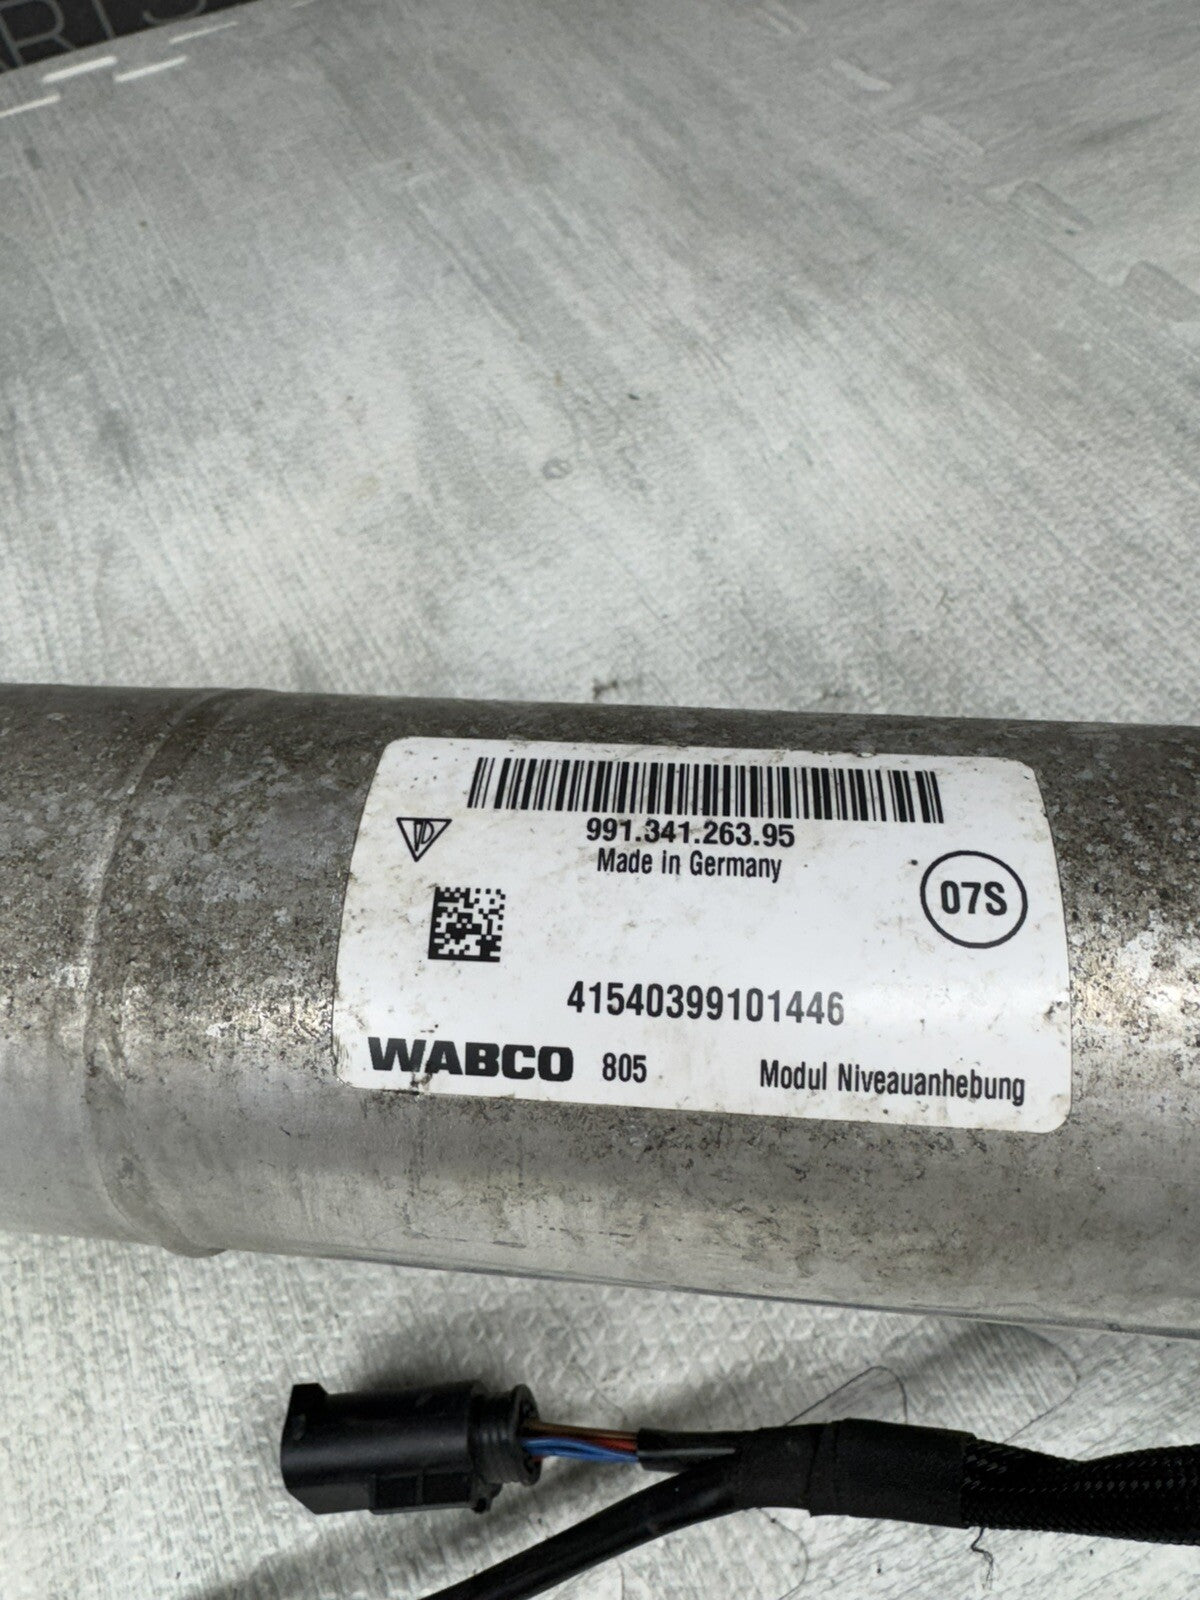 991.341.263.95
Made in Germany
07S
41540399101446
WABCO 805 Modul Niveauanhebung